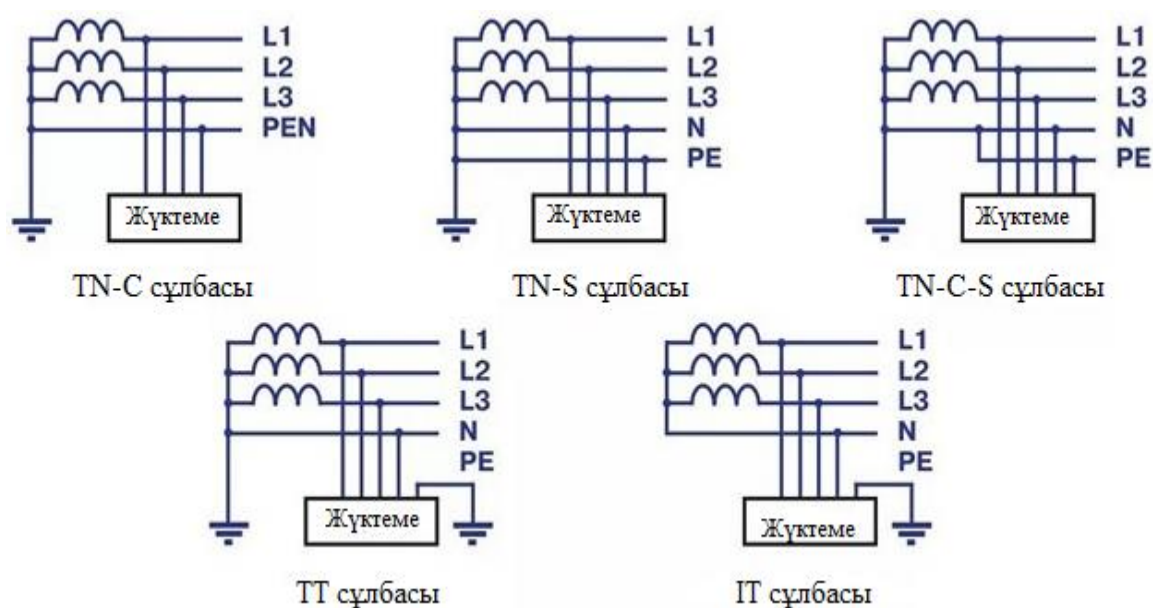 L1
L2
L3
PEN
Жүктеме
TN-C сұлбасы
L1
L2
L3
N
PE
Жүктеме
TN-S сұлбасы
L1
L2
L3
N
PE
Жүктеме
TN-C-S сұлбасы
L1
L2
L3
N
PE
Жүктеме
TT сұлбасы
L1
L2
L3
N
PE
Жүктеме
IT сұлбасы